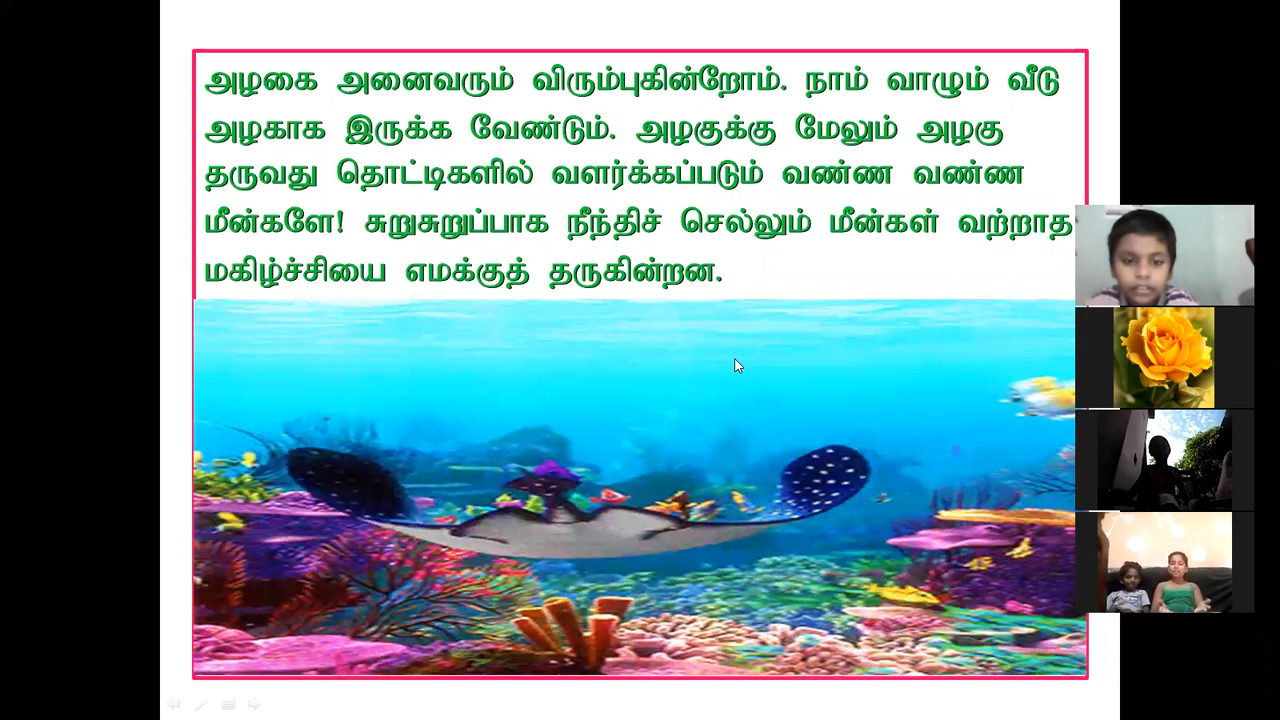 அழகை அனைவரும் விரும்புகின்றோம். நாம் வாழும் வீடு
அழகாக இருக்க வேண்டும். அழகுக்கு மேலும் அழகு
தருவது தொட்டிகளில் வளர்க்கப்படும் வண்ண வண்ண
மீன்களே! சுறுசுறுப்பாக நீந்திச் செல்லும் மீன்கள் வற்றாத
மகிழ்ச்சியை எமக்குத் தருகின்றன.